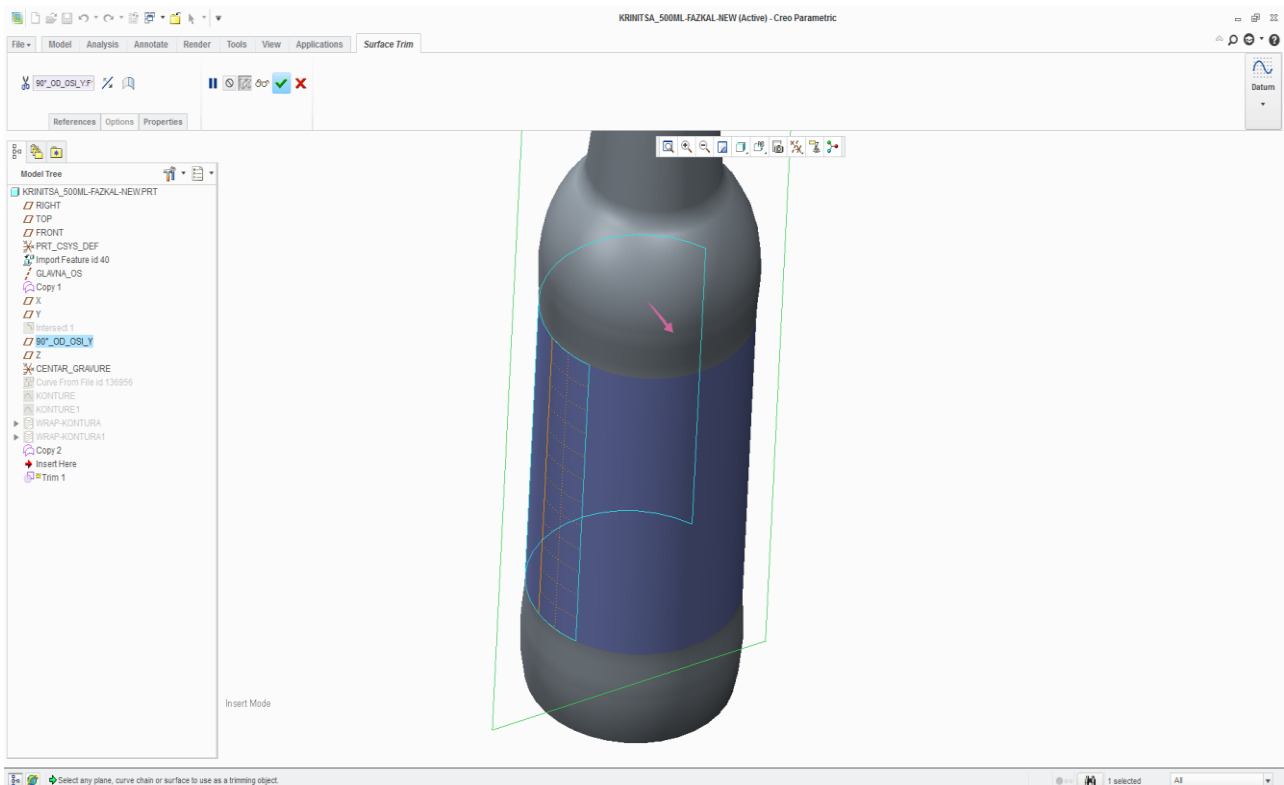 KRINITSA_500ML-FAZKAL-NEW (Active) - Creo Parametric
File Model Analysis Annotate Render Tools View Applications Surface Trim
90°_OD_OSI_Y:F
Datum
References Options Properties
Model Tree
KRINITSA_500ML-FAZKAL-NEW.PRT
RIGHT
TOP
FRONT
PRT_CSYS_DEF
Import Feature id 40
GLAVNA_OS
Copy 1
X
Y
Intersect 1
90°_OD_OSI_Y
Z
CENTAR_GRAVURE
Curve From File id 136956
KONTURE
KONTURE1
WRAP-KONTURA
WRAP-KONTURA1
Copy 2
Insert Here
Trim 1
Insert Mode
Select any plane, curve chain or surface to use as a trimming object.
1 selected
All